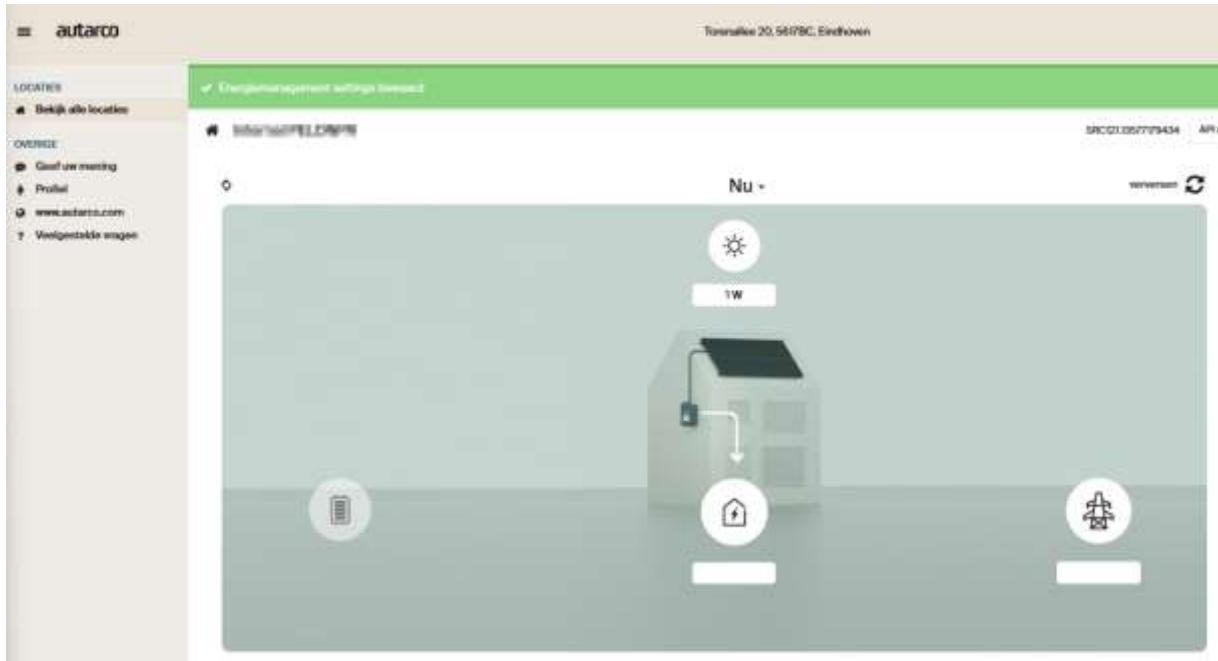 autarco
Torenallee 20, 5617BC, Eindhoven
LOCATIES
Bekijk alle locaties
Energiemanagement settings bewaard
OVERIGE
Geef uw mening
Profiel
www.autarco.com
? Veelgestelde vragen
API
Nu
verversen
1 W